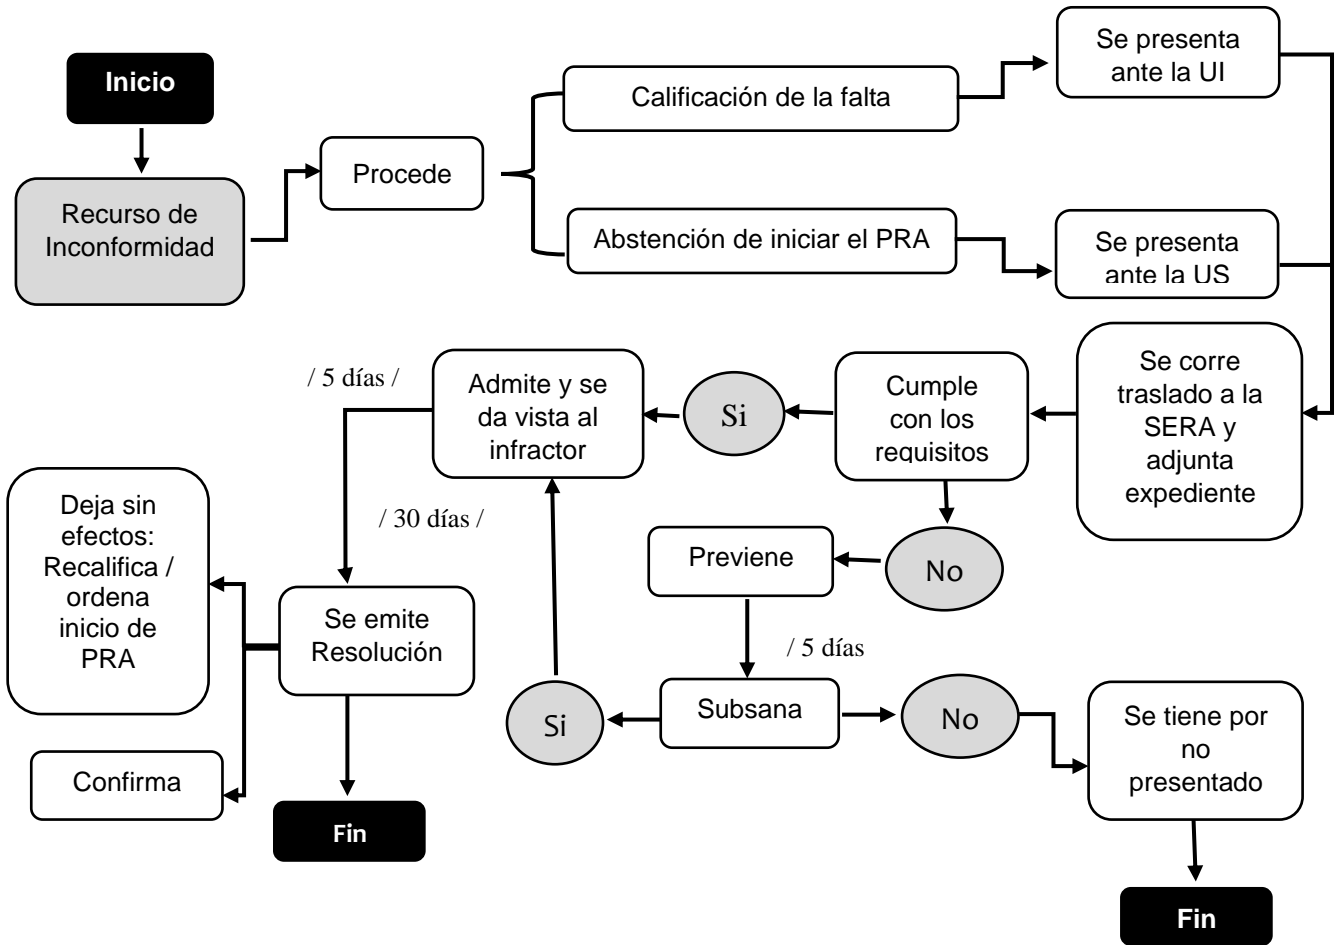 Inicio
Recurso de
Inconformidad
Procede
Calificación de la falta
Abstención de iniciar el PRA
Se presenta
ante la UI
Se presenta
ante la US
Se corre
traslado a la
SERA y
adjunta
expediente
Cumple
con los
requisitos
Si
Admite y se
da vista al
infractor
/ 5 días /
/ 30 días /
No
Previene
/ 5 días
Subsana
Si
No
Se tiene por
no
presentado
Fin
Se emite
Resolución
Deja sin
efectos:
Recalifica /
ordena
inicio de
PRA
Confirma
Fin